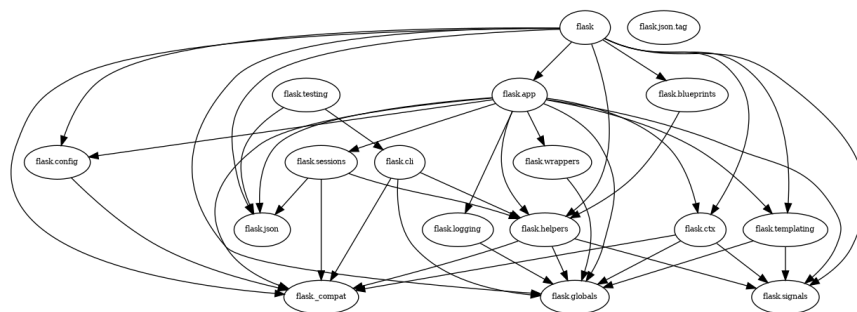 flask
flask.json.tag
flask.testing
flask.app
flask.blueprints
flask.config
flask.sessions
flask.cli
flask.wrappers
flask.json
flask.logging
flask.helpers
flask.ctx
flask.templating
flask._compat
flask.globals
flask.signals